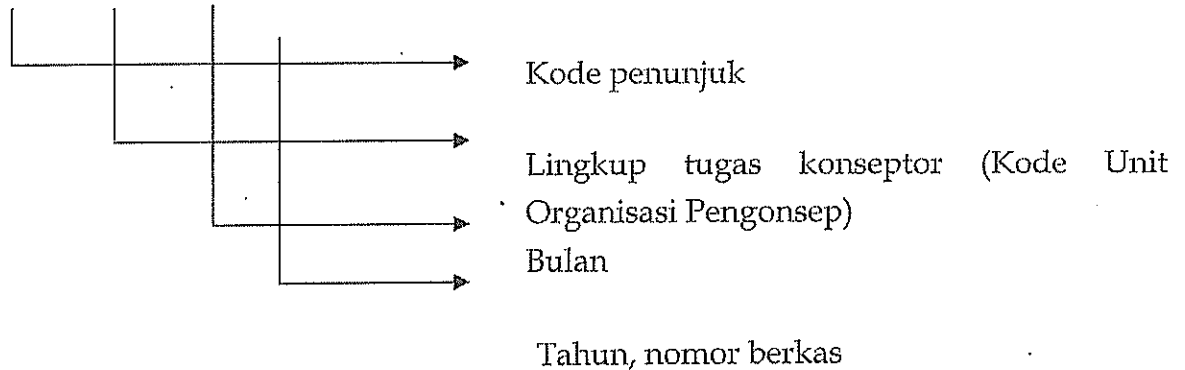 Kode penunjuk
Lingkup tugas konseptor (Kode Unit
Organisasi Pengonsep)
Bulan
Tahun, nomor berkas